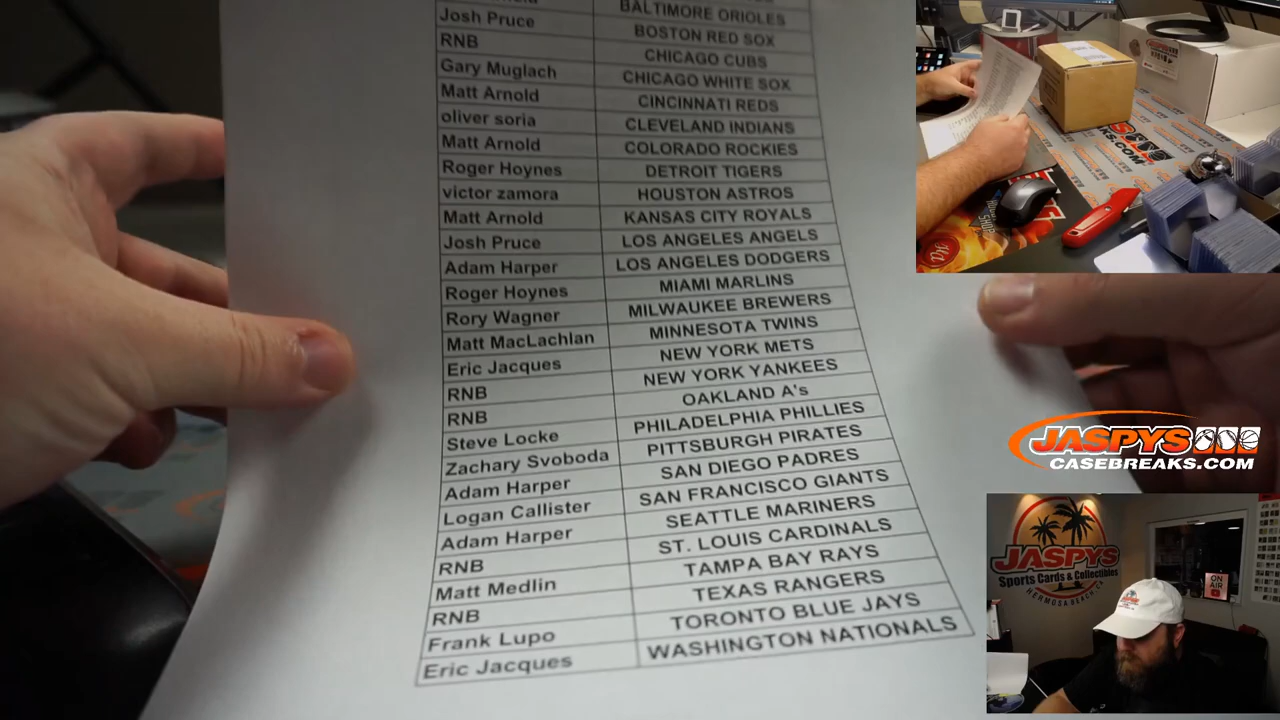 BALTIMORE ORIOLES
Josh Pruce BOSTON RED SOX
RNB CHICAGO CUBS
Gary Muglach CHICAGO WHITE SOX
Matt Arnold CINCINNATI REDS
oliver soria CLEVELAND INDIANS
Matt Arnold COLORADO ROCKIES
Roger Hoynes DETROIT TIGERS
victor zamora HOUSTON ASTROS
Matt Arnold KANSAS CITY ROYALS
Josh Pruce LOS ANGELES ANGELS
Adam Harper LOS ANGELES DODGERS
Roger Hoynes MIAMI MARLINS
Rory Wagner MILWAUKEE BREWERS
Matt MacLachlan MINNESOTA TWINS
Eric Jacques NEW YORK METS
RNB NEW YORK YANKEES
RNB OAKLAND A's
Steve Locke PHILADELPHIA PHILLIES
Zachary Svoboda PITTSBURGH PIRATES
Adam Harper SAN DIEGO PADRES
Logan Callister SAN FRANCISCO GIANTS
Adam Harper SEATTLE MARINERS
RNB ST. LOUIS CARDINALS
Matt Medlin TAMPA BAY RAYS
RNB TEXAS RANGERS
Frank Lupo TORONTO BLUE JAYS
Eric Jacques WASHINGTON NATIONALS
JASPYS
CASEBREAKS.com
JASPYS
Sports Cards & Collectibles
HERMOSA BEACH, CA
ON
AIR